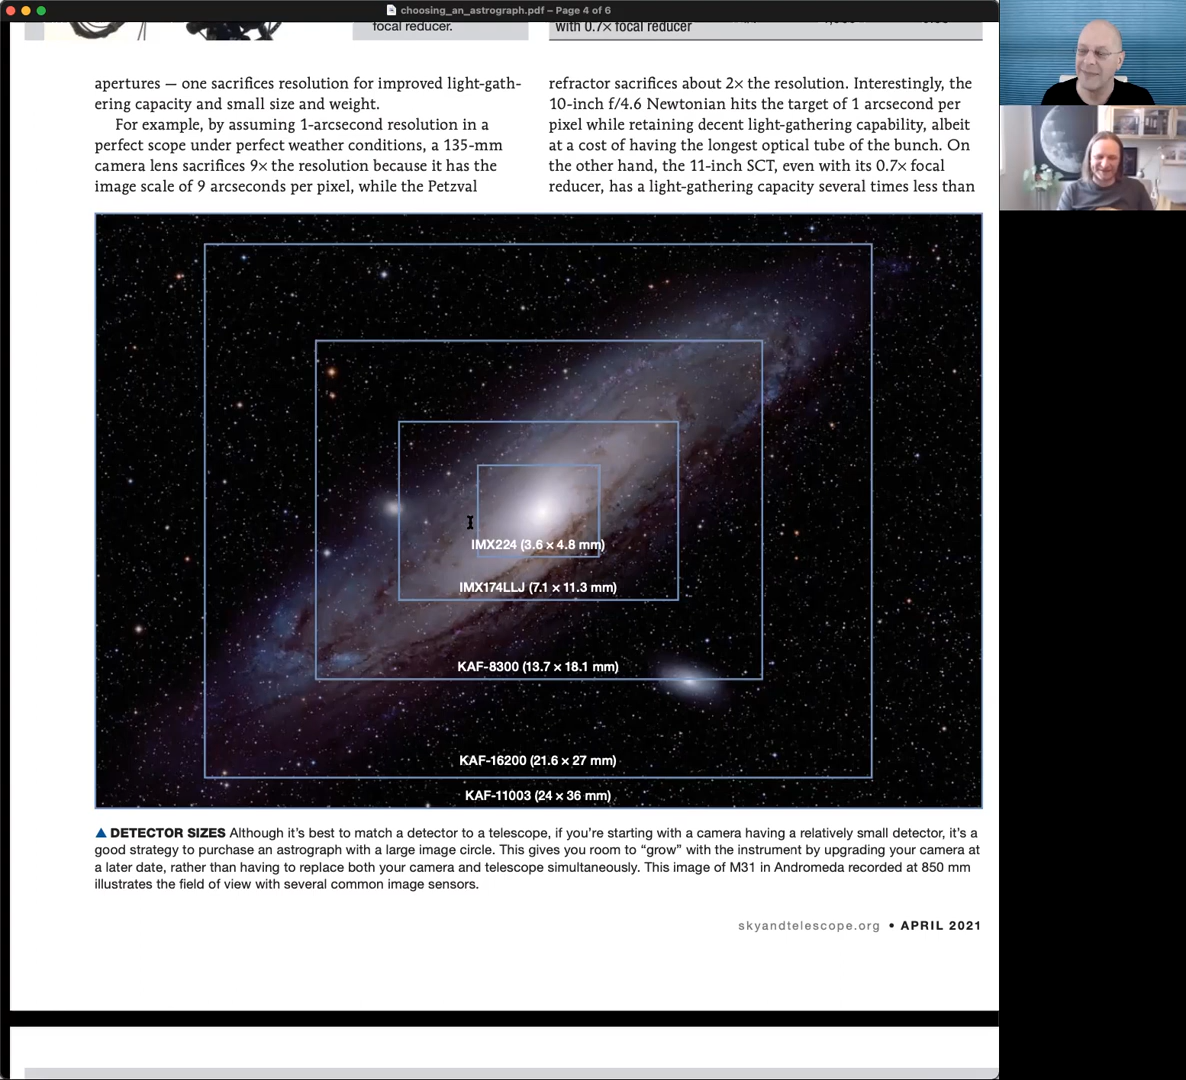 choosing_an_astrograph.pdf – Page 4 of 6
focal reducer.
with 0.7× focal reducer
apertures — one sacrifices resolution for improved light-gath-
ering capacity and small size and weight.
For example, by assuming 1-arcsecond resolution in a
perfect scope under perfect weather conditions, a 135-mm
camera lens sacrifices 9× the resolution because it has the
image scale of 9 arcseconds per pixel, while the Petzval
refractor sacrifices about 2× the resolution. Interestingly, the
10-inch f/4.6 Newtonian hits the target of 1 arcsecond per
pixel while retaining decent light-gathering capability, albeit
at a cost of having the longest optical tube of the bunch. On
the other hand, the 11-inch SCT, even with its 0.7× focal
reducer, has a light-gathering capacity several times less than
IMX224 (3.6 × 4.8 mm)
IMX174LLJ (7.1 × 11.3 mm)
KAF-8300 (13.7 × 18.1 mm)
KAF-16200 (21.6 × 27 mm)
KAF-11003 (24 × 36 mm)
▲ DETECTOR SIZES Although it’s best to match a detector to a telescope, if you’re starting with a camera having a relatively small detector, it’s a
good strategy to purchase an astrograph with a large image circle. This gives you room to “grow” with the instrument by upgrading your camera at
a later date, rather than having to replace both your camera and telescope simultaneously. This image of M31 in Andromeda recorded at 850 mm
illustrates the field of view with several common image sensors.
skyandtelescope.org • APRIL 2021